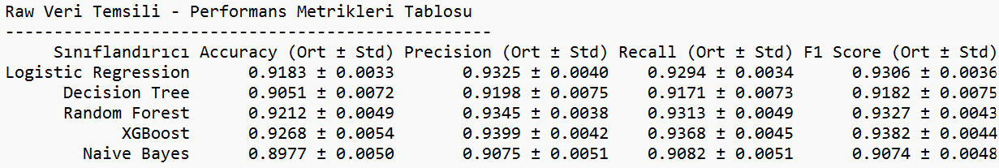 Raw Veri Temsili - Performans Metrikleri Tablosu
--------------------------------------------------
Sınıflandırıcı Accuracy (Ort ± Std) Precision (Ort ± Std) Recall (Ort ± Std) F1 Score (Ort ± Std)
Logistic Regression 0.9183 ± 0.0033 0.9325 ± 0.0040 0.9294 ± 0.0034 0.9306 ± 0.0036
Decision Tree 0.9051 ± 0.0072 0.9198 ± 0.0075 0.9171 ± 0.0073 0.9182 ± 0.0075
Random Forest 0.9212 ± 0.0049 0.9345 ± 0.0038 0.9313 ± 0.0049 0.9327 ± 0.0043
XGBoost 0.9268 ± 0.0054 0.9399 ± 0.0042 0.9368 ± 0.0045 0.9382 ± 0.0044
Naive Bayes 0.8977 ± 0.0050 0.9075 ± 0.0051 0.9082 ± 0.0051 0.9074 ± 0.0048